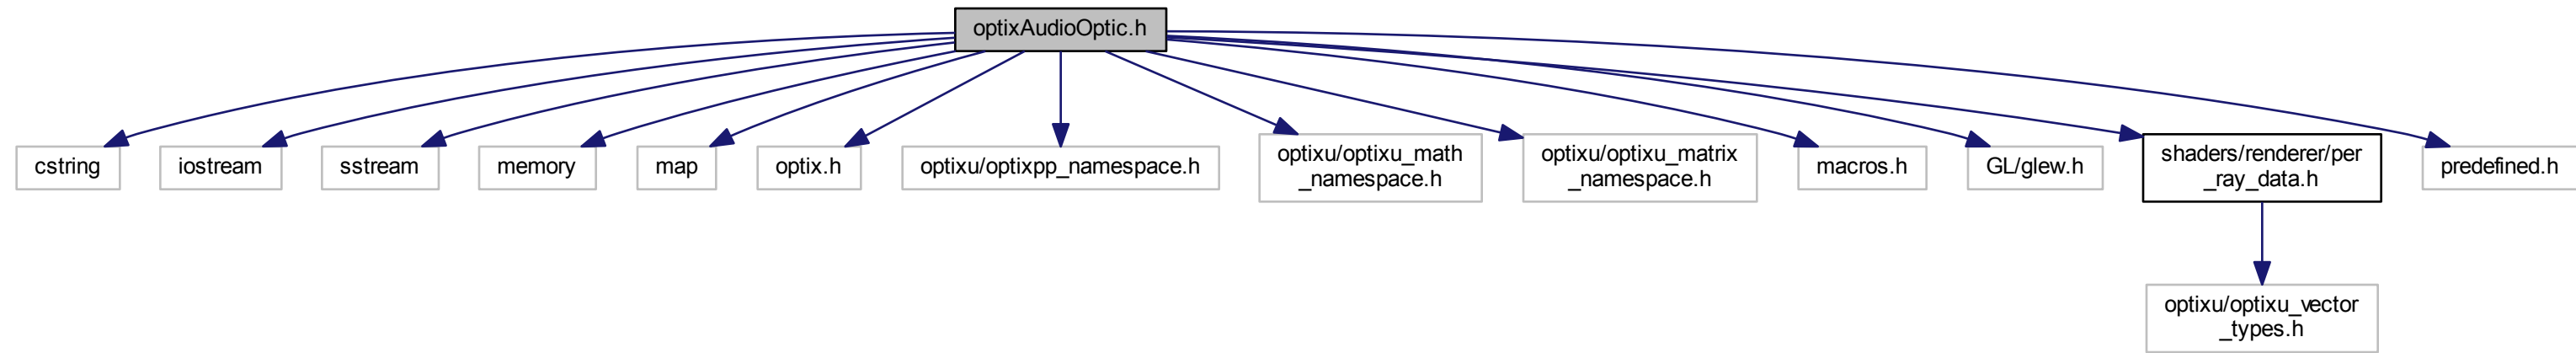 optixAudioOptic.h
cstring
iostream
sstream
memory
map
optix.h
optixu/optixpp_namespace.h
optixu/optixu_math
_namespace.h
optixu/optixu_matrix
_namespace.h
macros.h
GL/glew.h
shaders/renderer/per
_ray_data.h
predefined.h
optixu/optixu_vector
_types.h